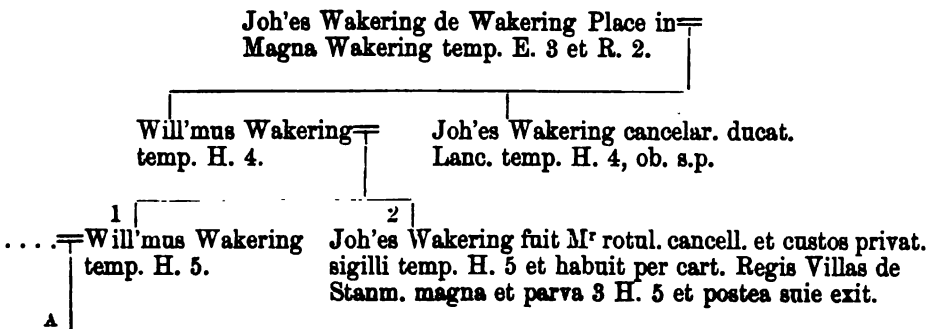 Joh'es Wakering de Wakering Place in=
Magna Wakering temp. E. 3 et R. 2.
Will'mus Wakering=
temp. H. 4.
Joh'es Wakering cancelar. ducat.
Lanc. temp. H. 4, ob. s.p.
1
....=Will'mus Wakering
temp. H. 5.
2
Joh'es Wakering fuit Mʳ rotul. cancell. et custos privat.
sigilli temp. H. 5 et habuit per cart. Regis Villas de
Stanm. magna et parva 3 H. 5 et postea suie exit.
A